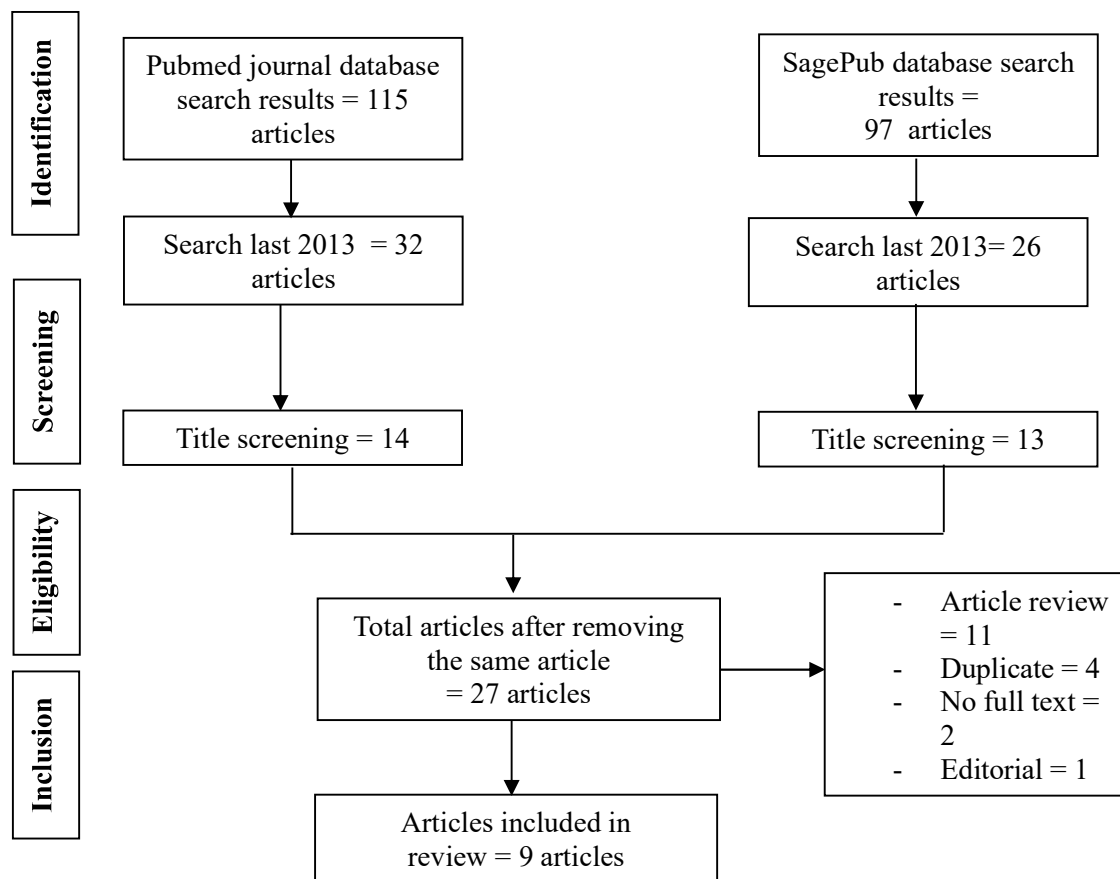 Identification
Pubmed journal database
search results = 115
articles
SagePub database search
results =
97 articles
Search last 2013 = 32
articles
Search last 2013= 26
articles
Screening
Title screening = 14
Title screening = 13
Eligibility
Total articles after removing
the same article
= 27 articles
- Article review
= 11
- Duplicate = 4
- No full text =
2
- Editorial = 1
Inclusion
Articles included in
review = 9 articles